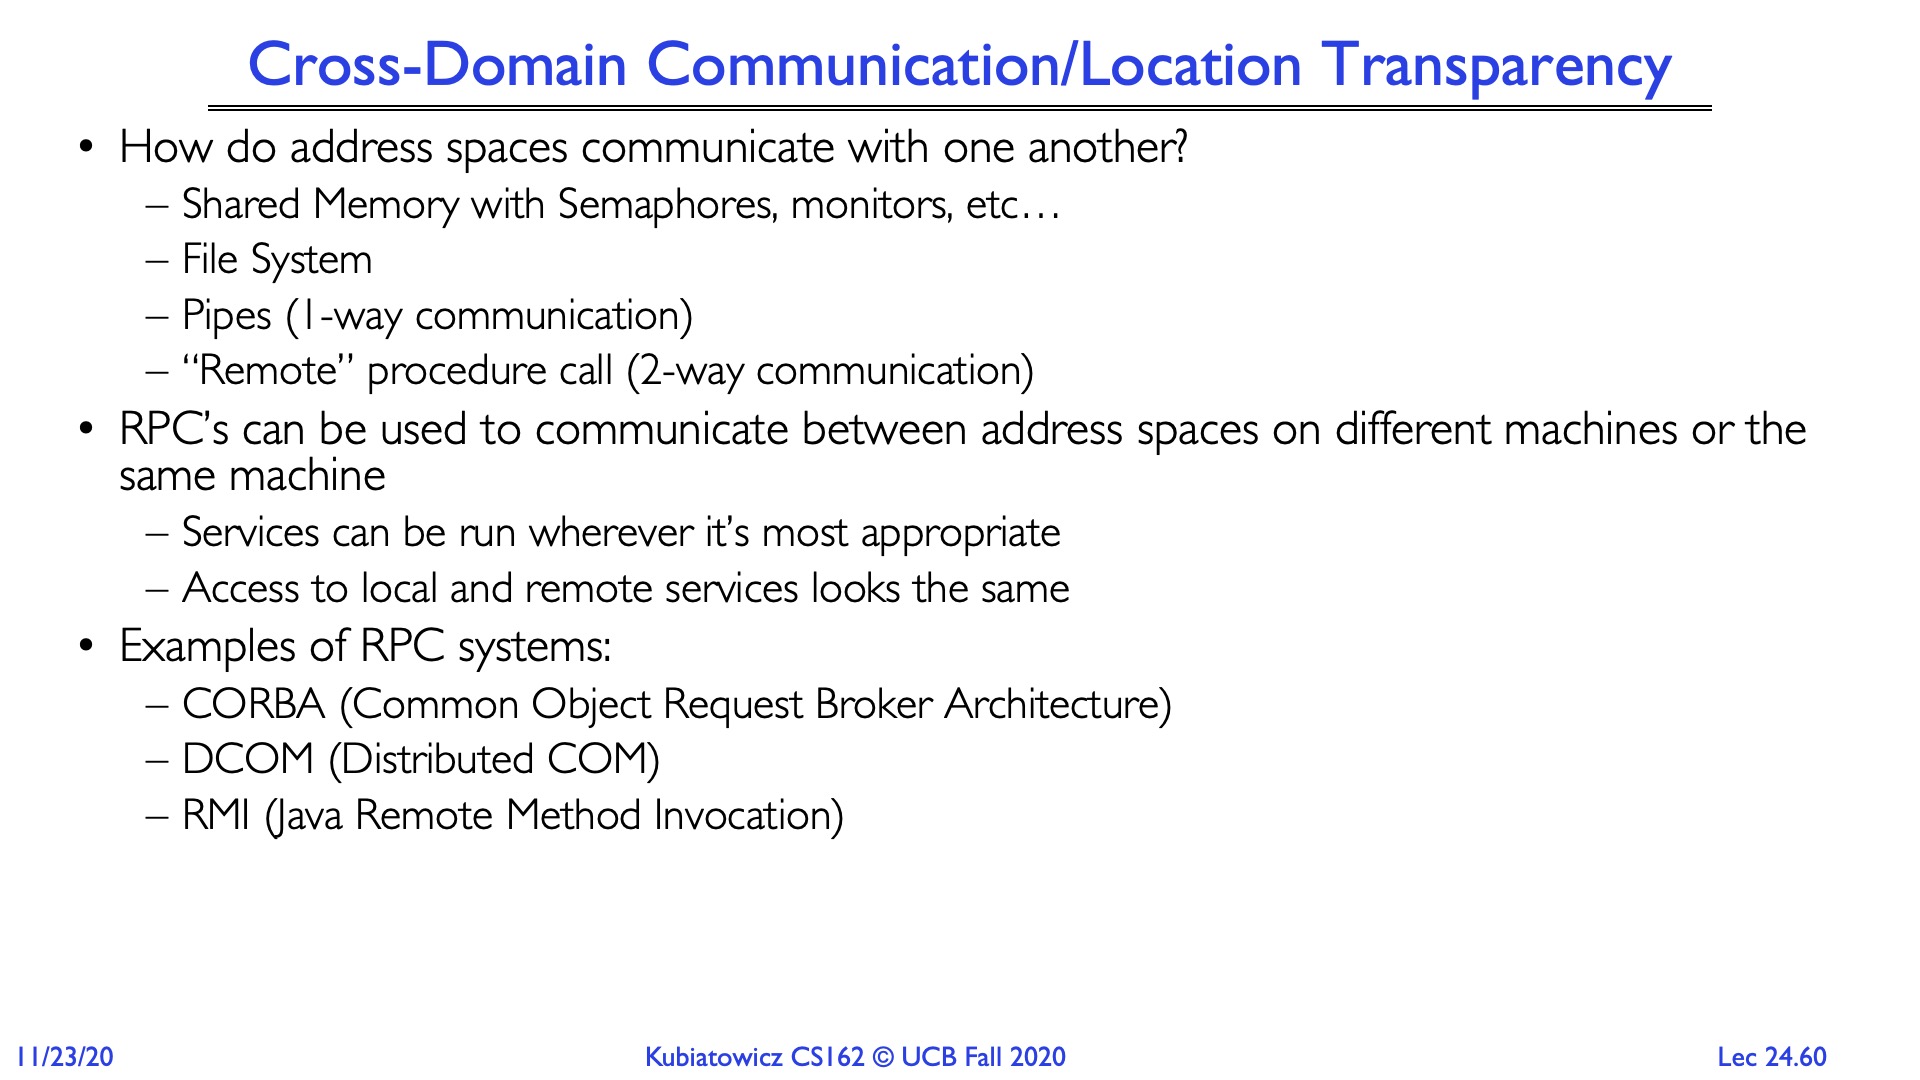 Cross-Domain Communication/Location Transparency
• How do address spaces communicate with one another?
– Shared Memory with Semaphores, monitors, etc…
– File System
– Pipes (1-way communication)
– “Remote” procedure call (2-way communication)
• RPC’s can be used to communicate between address spaces on different machines or the
same machine
– Services can be run wherever it’s most appropriate
– Access to local and remote services looks the same
• Examples of RPC systems:
– CORBA (Common Object Request Broker Architecture)
– DCOM (Distributed COM)
– RMI (Java Remote Method Invocation)
11/23/20 Kubiatowicz CS162 © UCB Fall 2020 Lec 24.60